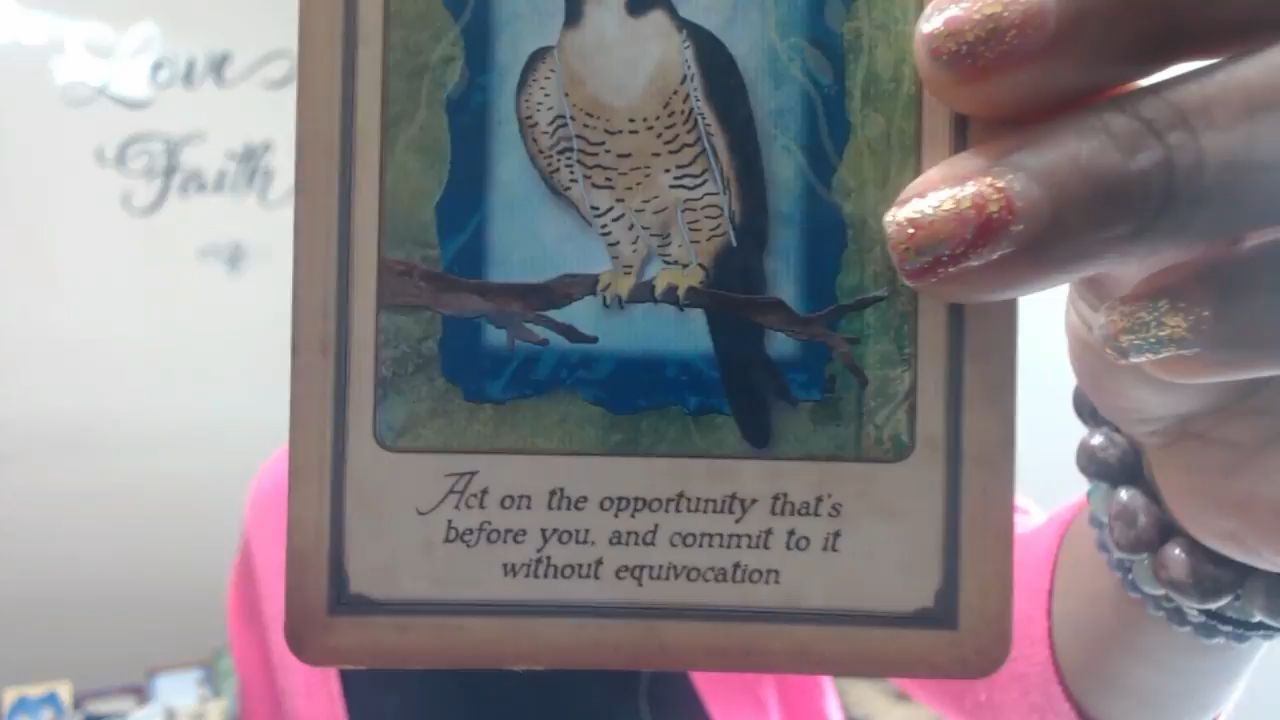 Love
Faith
Act on the opportunity that's
before you, and commit to it
without equivocation